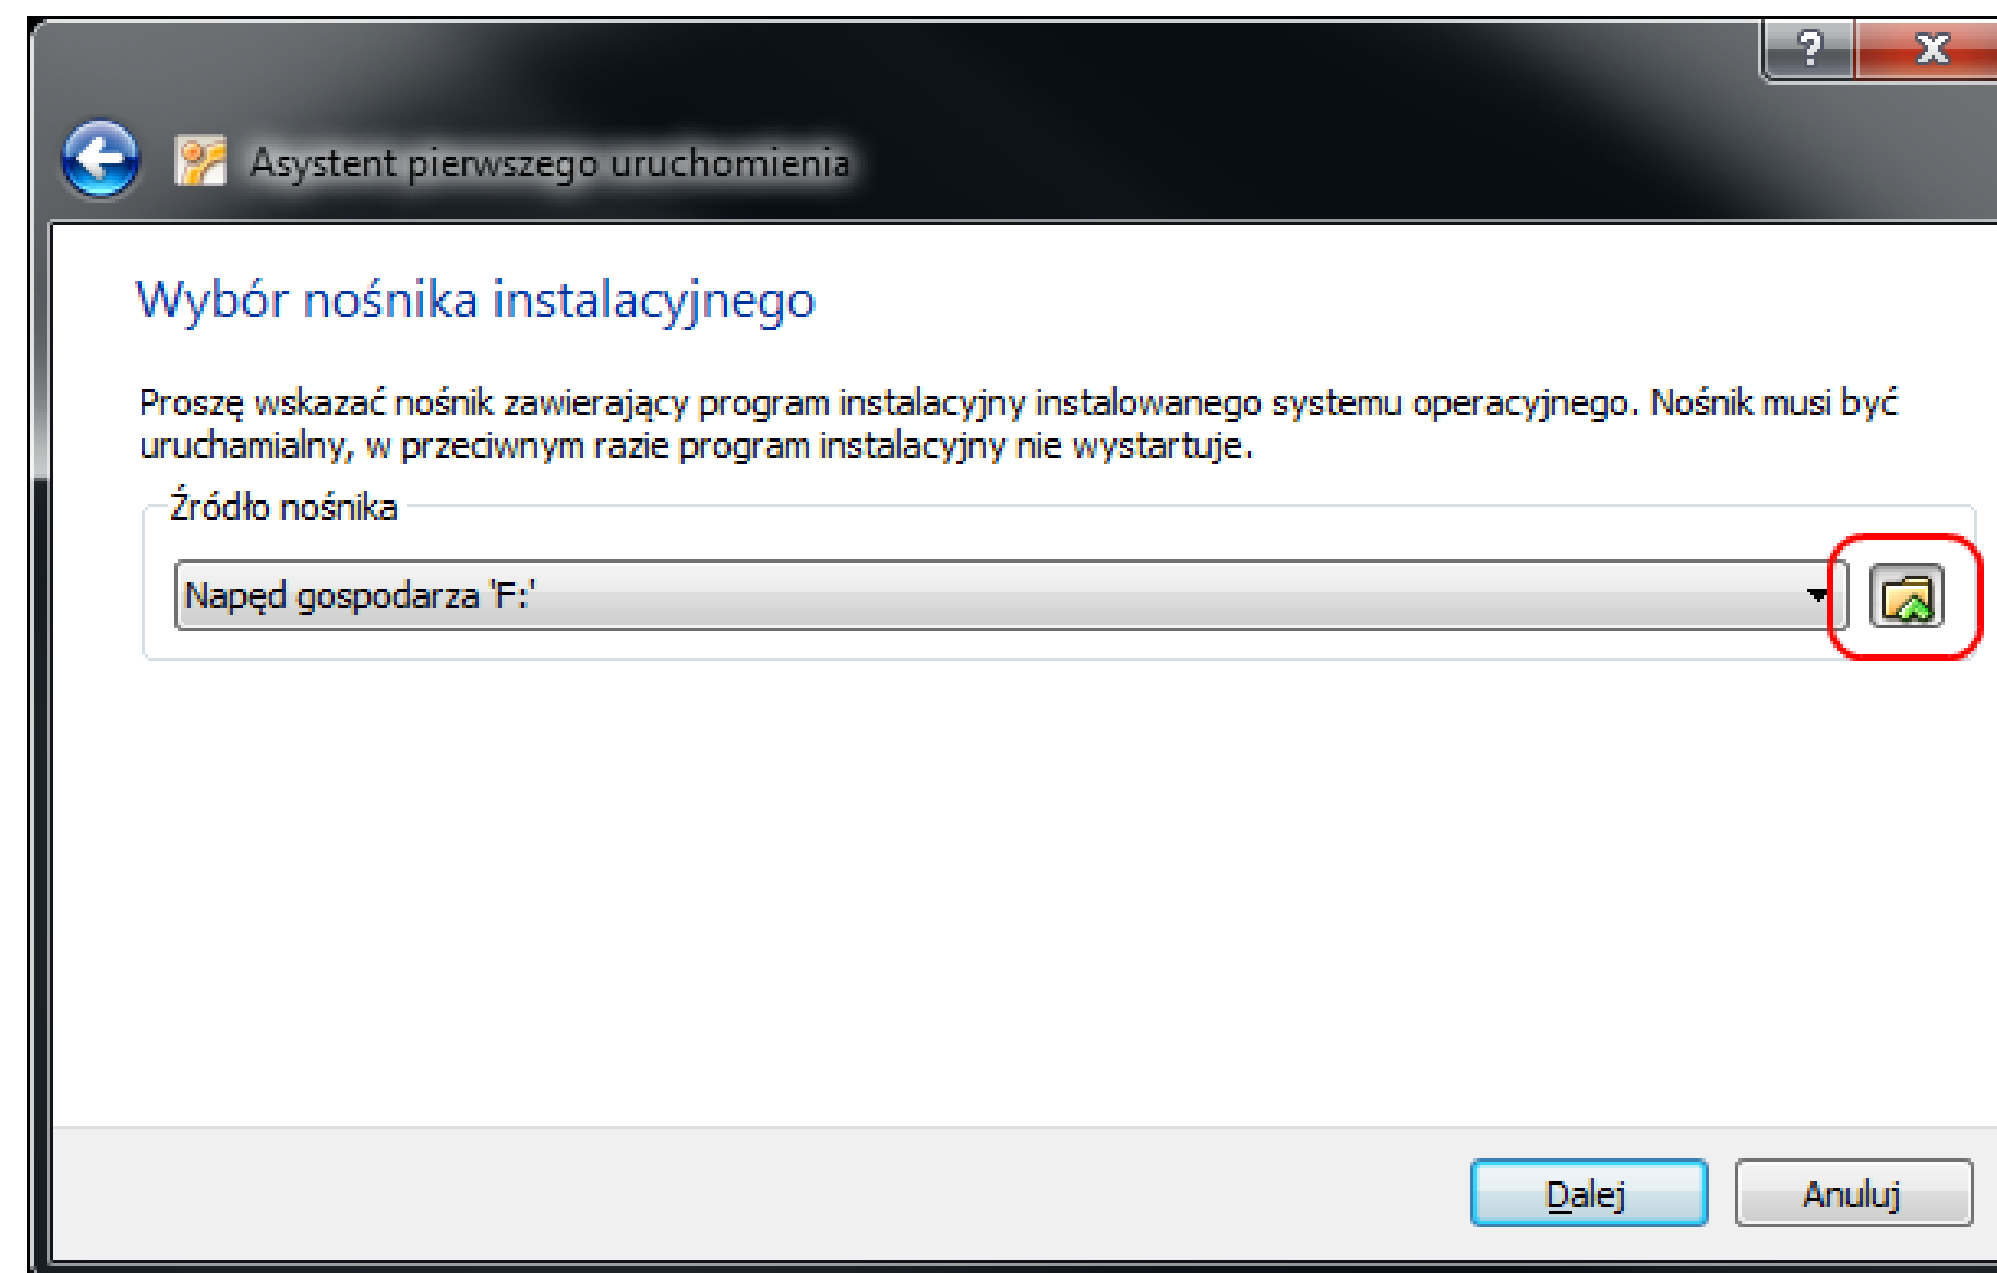 ?
Asystent pierwszego uruchomienia
Wybór nośnika instalacyjnego
Proszę wskazać nośnik zawierający program instalacyjny instalowanego systemu operacyjnego. Nośnik musi być
uruchamialny, w przeciwnym razie program instalacyjny nie wystartuje.
Źródło nośnika
Napęd gospodarza 'F:'
Dalej
Anuluj